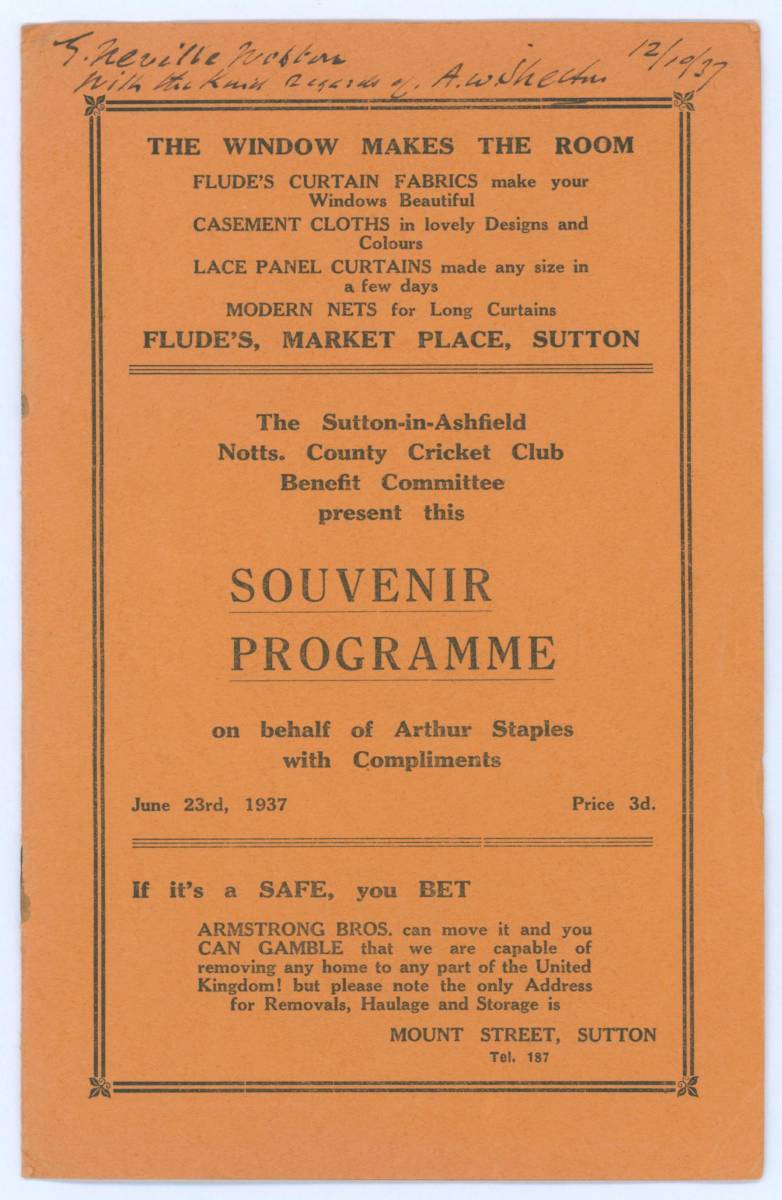 G. Neville Weston
With the Kind Regards of. A. W. Shelton 12/10/37
THE WINDOW MAKES THE ROOM
FLUDE'S CURTAIN FABRICS make your
Windows Beautiful
CASEMENT CLOTHS in lovely Designs and
Colours
LACE PANEL CURTAINS made any size in
a few days
MODERN NETS for Long Curtains
FLUDE'S, MARKET PLACE, SUTTON
The Sutton-in-Ashfield
Notts. County Cricket Club
Benefit Committee
present this
SOUVENIR
PROGRAMME
on behalf of Arthur Staples
with Compliments
June 23rd, 1937 Price 3d.
If it's a SAFE, you BET
ARMSTRONG BROS. can move it and you
CAN GAMBLE that we are capable of
removing any home to any part of the United
Kingdom! but please note the only Address
for Removals, Haulage and Storage is
MOUNT STREET, SUTTON
Tel. 187